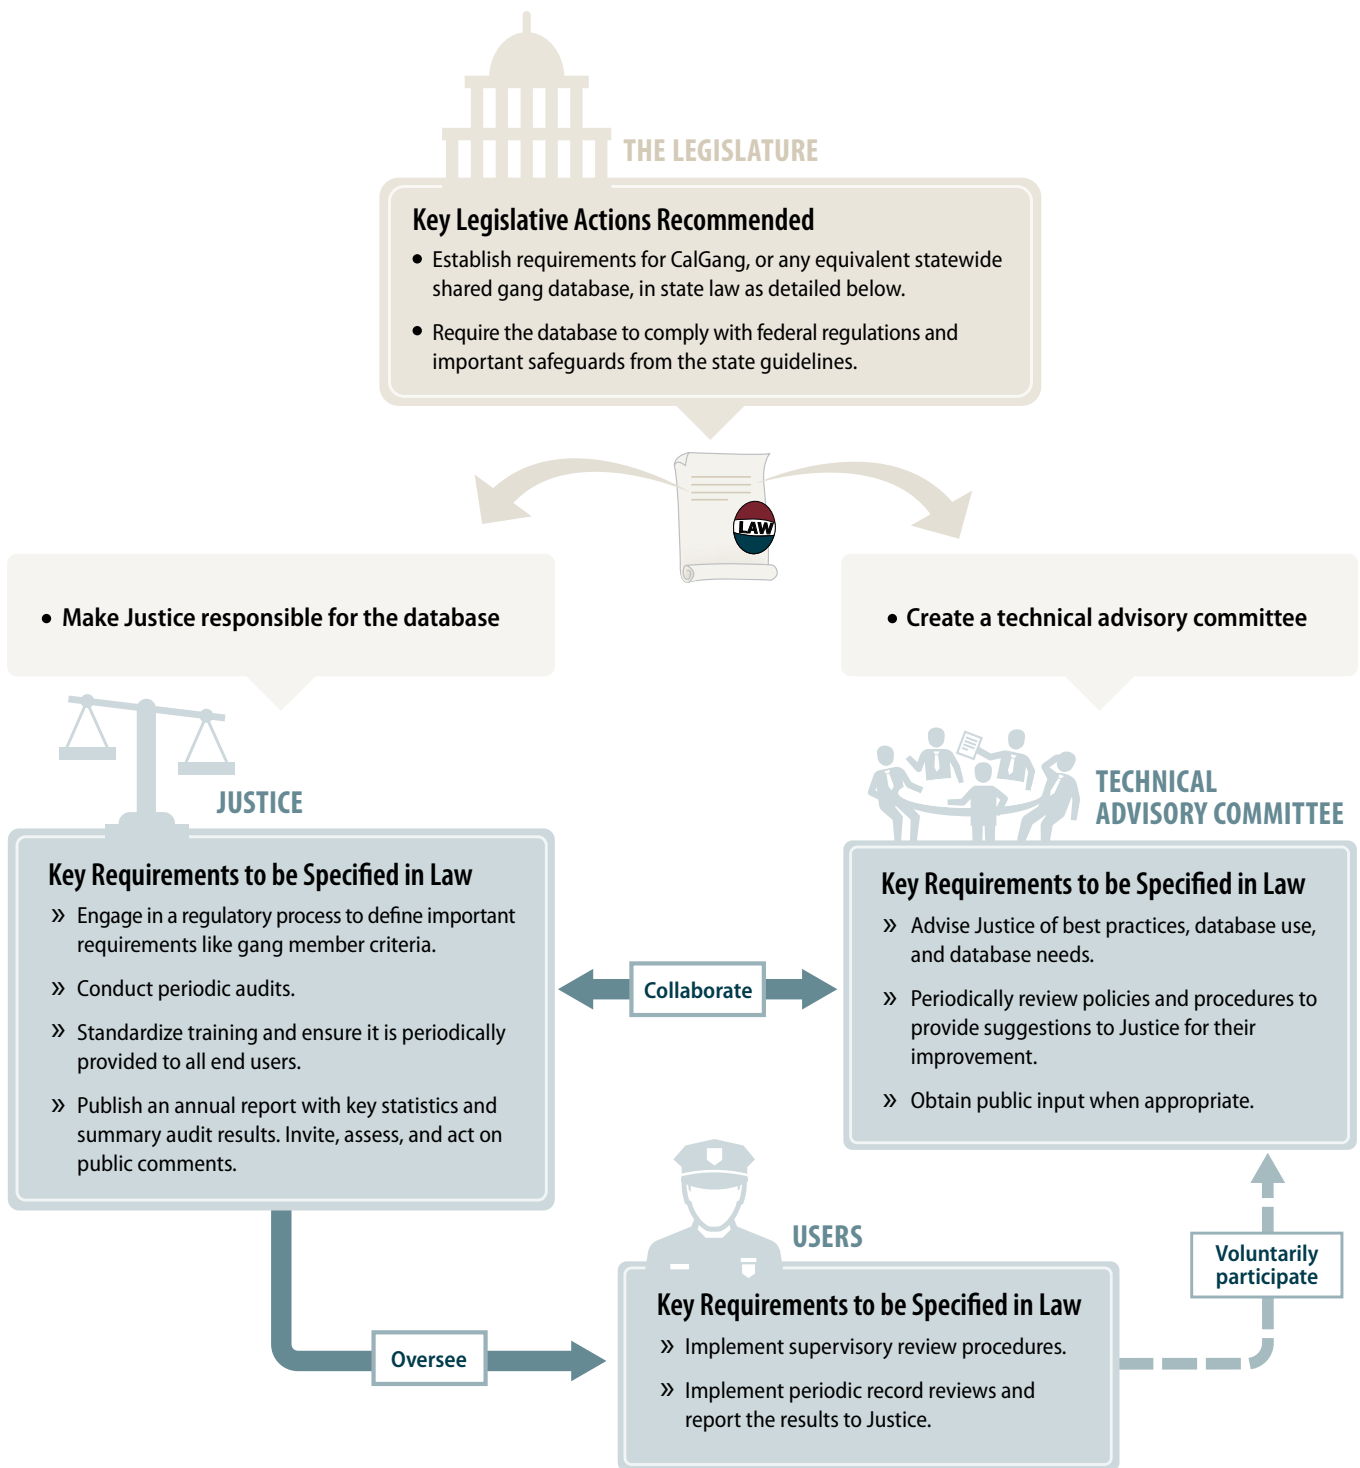 THE LEGISLATURE
Key Legislative Actions Recommended
• Establish requirements for CalGang, or any equivalent statewide
shared gang database, in state law as detailed below.
• Require the database to comply with federal regulations and
important safeguards from the state guidelines.
LAW
• Make Justice responsible for the database
• Create a technical advisory committee
JUSTICE
Key Requirements to be Specified in Law
» Engage in a regulatory process to define important
requirements like gang member criteria.
» Conduct periodic audits.
» Standardize training and ensure it is periodically
provided to all end users.
» Publish an annual report with key statistics and
summary audit results. Invite, assess, and act on
public comments.
Collaborate
TECHNICAL
ADVISORY COMMITTEE
Key Requirements to be Specified in Law
» Advise Justice of best practices, database use,
and database needs.
» Periodically review policies and procedures to
provide suggestions to Justice for their
improvement.
» Obtain public input when appropriate.
Oversee
USERS
Key Requirements to be Specified in Law
» Implement supervisory review procedures.
» Implement periodic record reviews and
report the results to Justice.
Voluntarily
participate